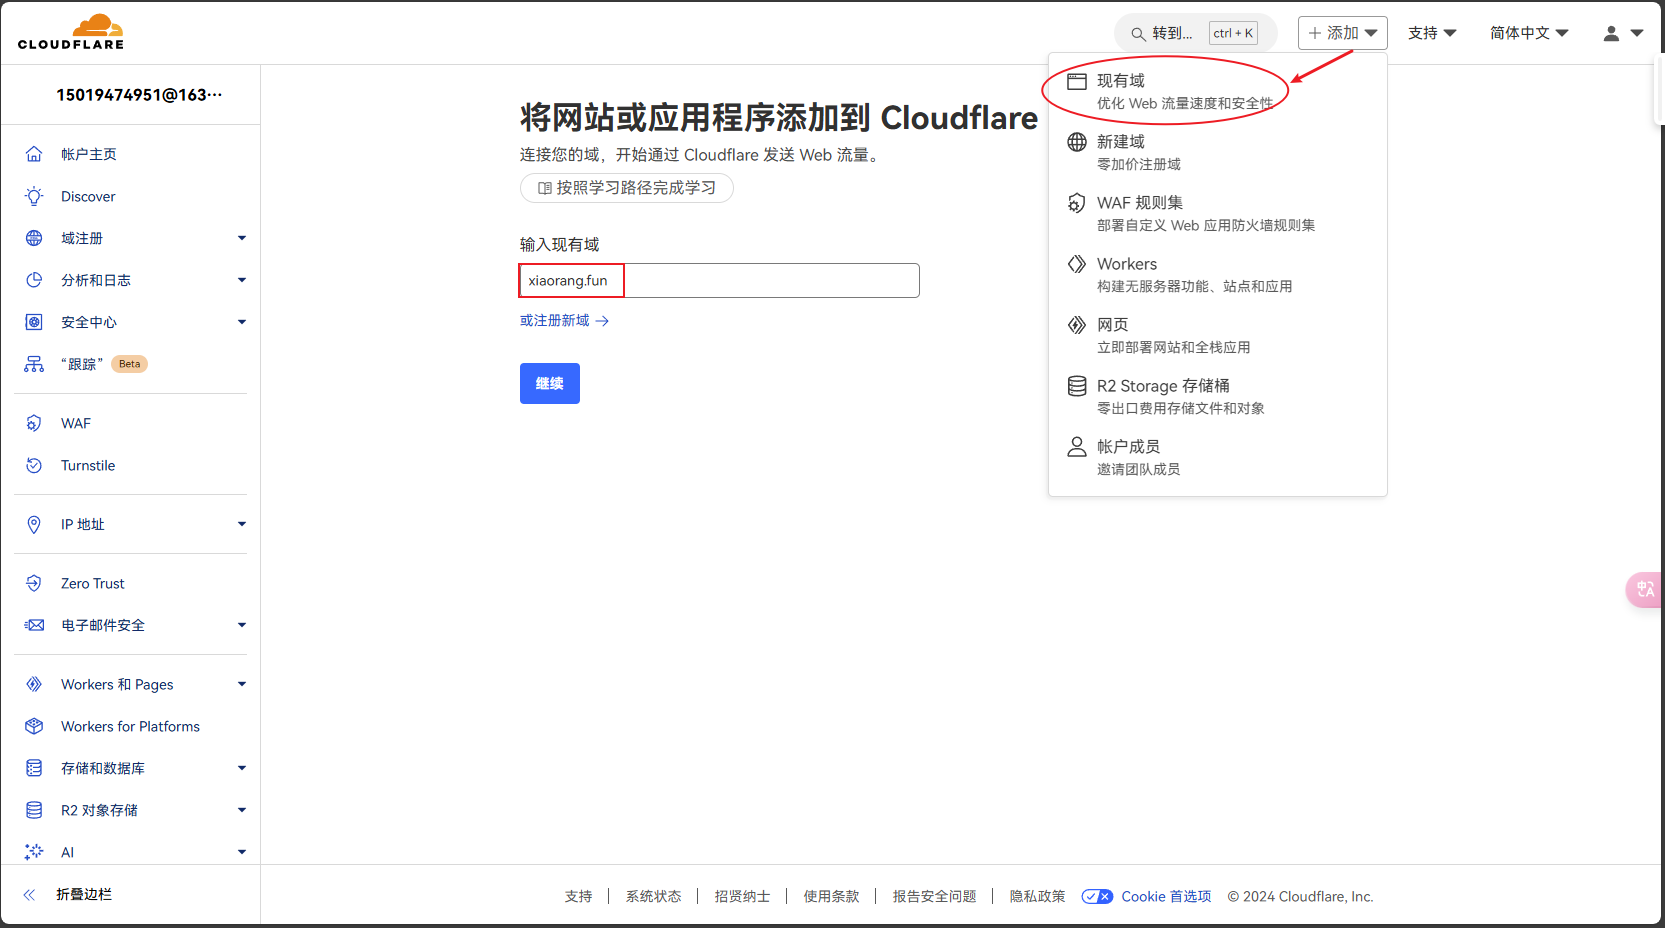 CLOUDFLARE
转到...
ctrl + K
添加
支持
简体中文
15019474951@163···
帐户主页
Discover
域注册
分析和日志
安全中心
“跟踪”
Beta
WAF
Turnstile
IP 地址
Zero Trust
电子邮件安全
Workers 和 Pages
Workers for Platforms
存储和数据库
R2 对象存储
AI
折叠边栏
将网站或应用程序添加到 Cloudflare
连接您的域，开始通过 Cloudflare 发送 Web 流量。
按照学习路径完成学习
输入现有域
xiaorang.fun
或注册新域
继续
现有域
优化 Web 流量速度和安全性
新建域
零加价注册域
WAF 规则集
部署自定义 Web 应用防火墙规则集
Workers
构建无服务器功能、站点和应用
网页
立即部署网站和全栈应用
R2 Storage 存储桶
零出口费用存储文件和对象
帐户成员
邀请团队成员
中
A
支持
系统状态
招贤纳士
使用条款
报告安全问题
隐私政策
Cookie 首选项
© 2024 Cloudflare, Inc.